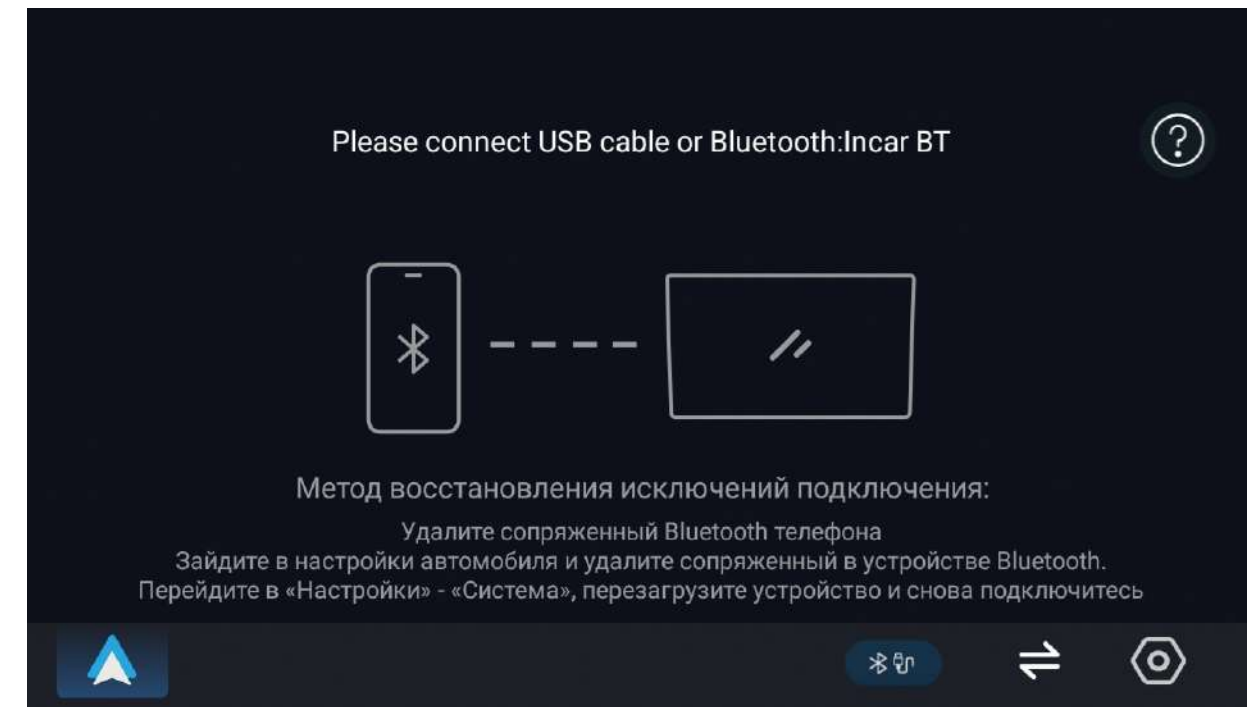 Please connect USB cable or Bluetooth:Incar BT
Метод восстановления исключений подключения:
Удалите сопряженный Bluetooth телефона
Зайдите в настройки автомобиля и удалите сопряженный в устройстве Bluetooth.
Перейдите в «Настройки» - «Система», перезагрузите устройство и снова подключитесь